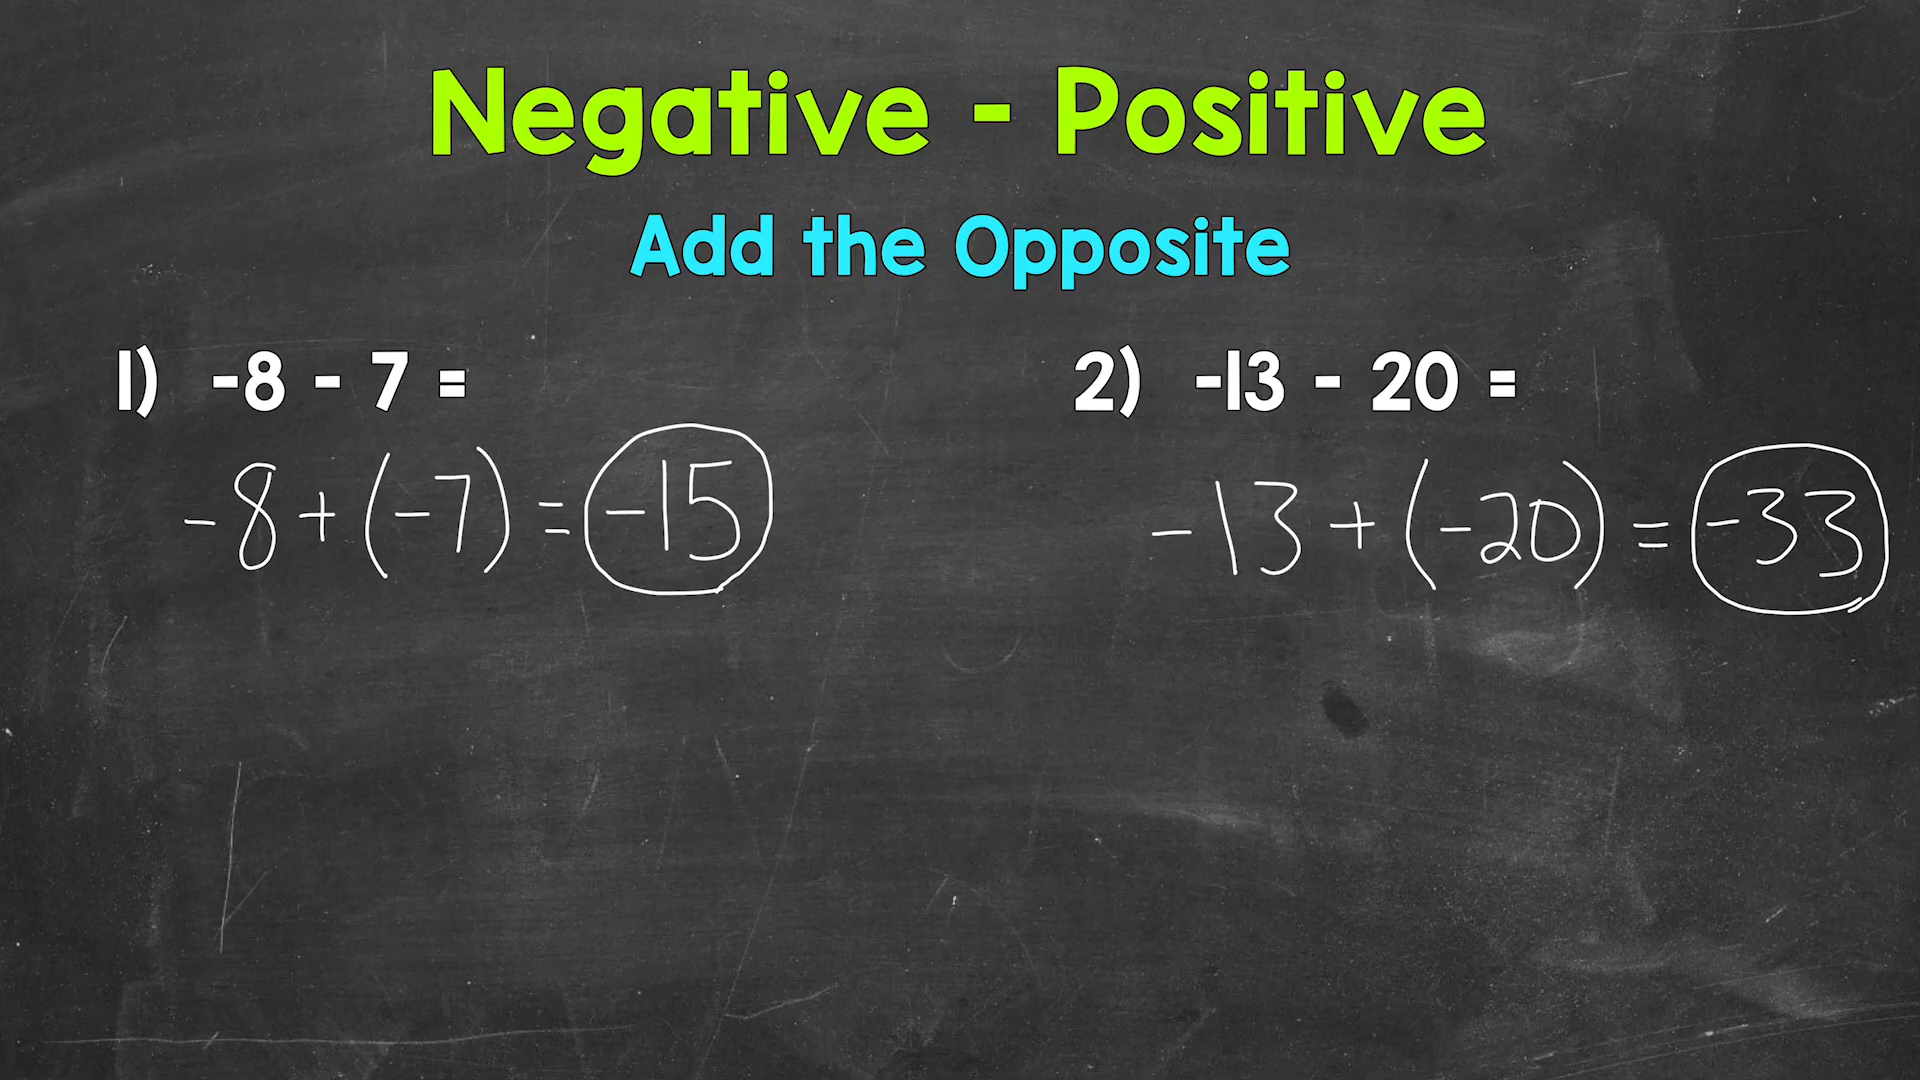 Negative - Positive
Add the Opposite
1) -8 - 7 =
-8 + (-7) = -15
2) -13 - 20 =
-13 + (-20) = -33